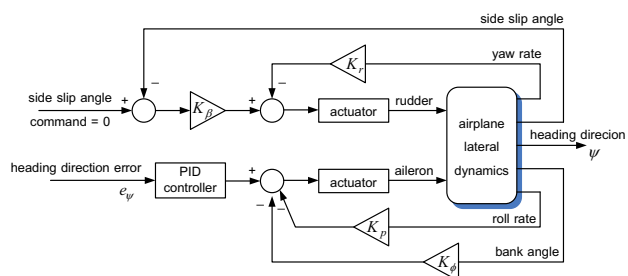 side slip angle
K_r
yaw rate
side slip angle
command = 0
+
−
K_β
+
−
actuator
rudder
airplane
lateral
dynamics
heading direcion
ψ
heading direction error
e_ψ
PID
controller
+
−
−
actuator
aileron
K_p
roll rate
K_ϕ
bank angle